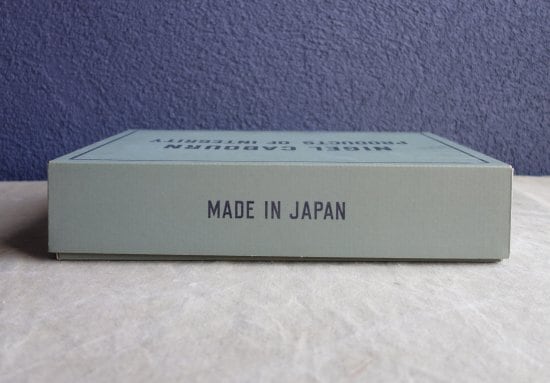 NIGEL CABOURN
PRODUCTS OF INTEGRITY
MADE IN JAPAN